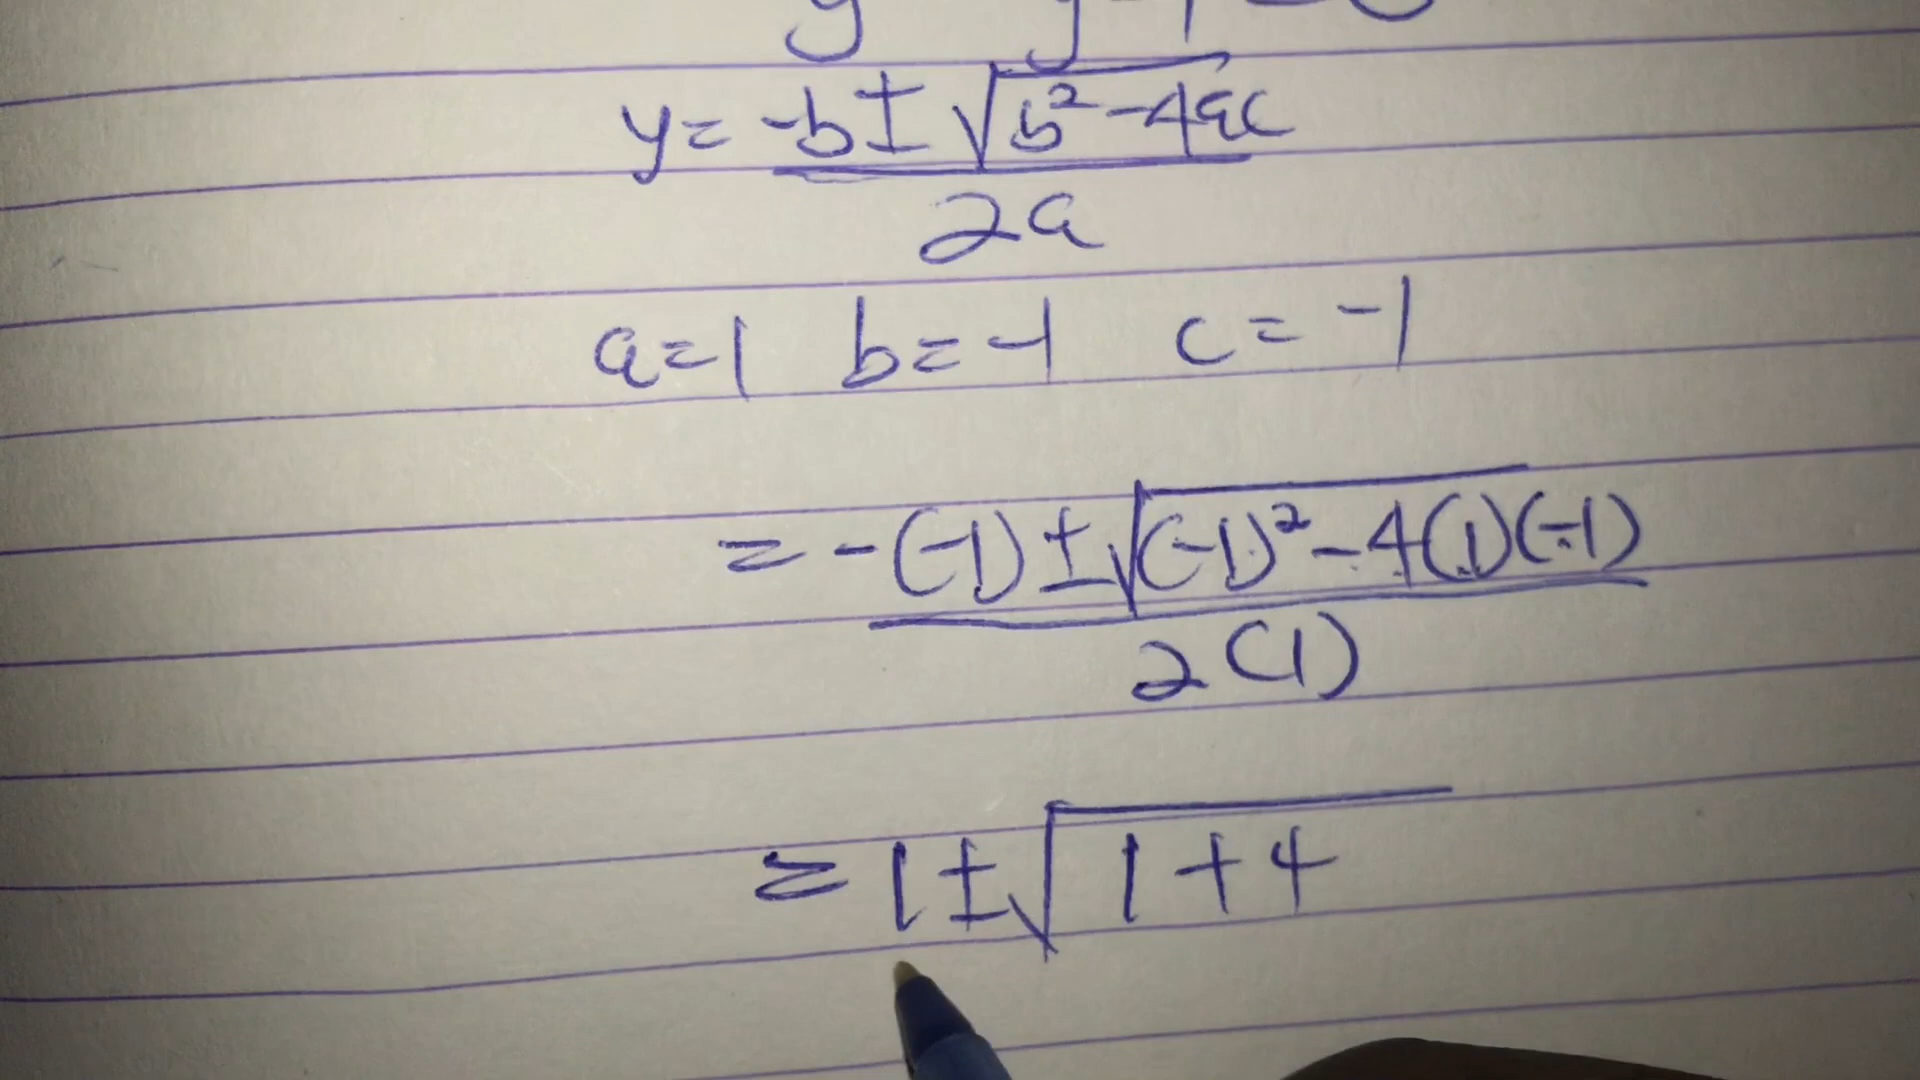 y = -b ± √b² - 4ac
2a
a = 1 b = -1 c = -1
= -(-1) ± √(-1)² - 4(1)(-1)
2(1)
= 1 ± √1 + 4